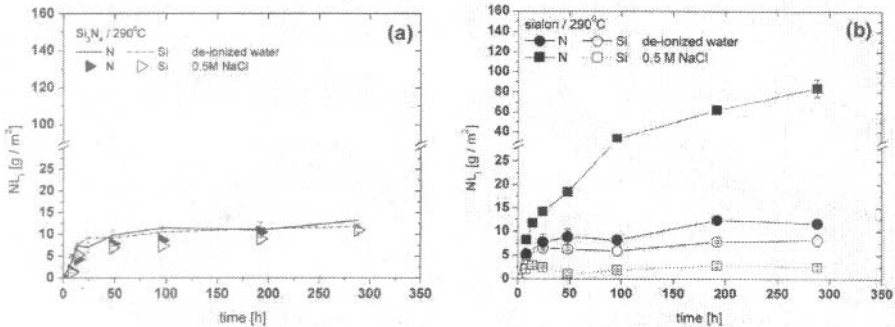 (a)
Si₃N₄ / 290°C
N Si de-ionized water
N Si 0.5M NaCl
160
140
120
100
25
20
15
10
5
0
0 50 100 150 200 250 300 350
NLᵢ [g / m²]
time [h]
(b)
sialon / 290°C
N Si de-ionized water
N Si 0.5 M NaCl
160
140
120
100
80
60
40
25
20
15
10
5
0
0 50 100 150 200 250 300 350
NLᵢ [g / m²]
time [h]